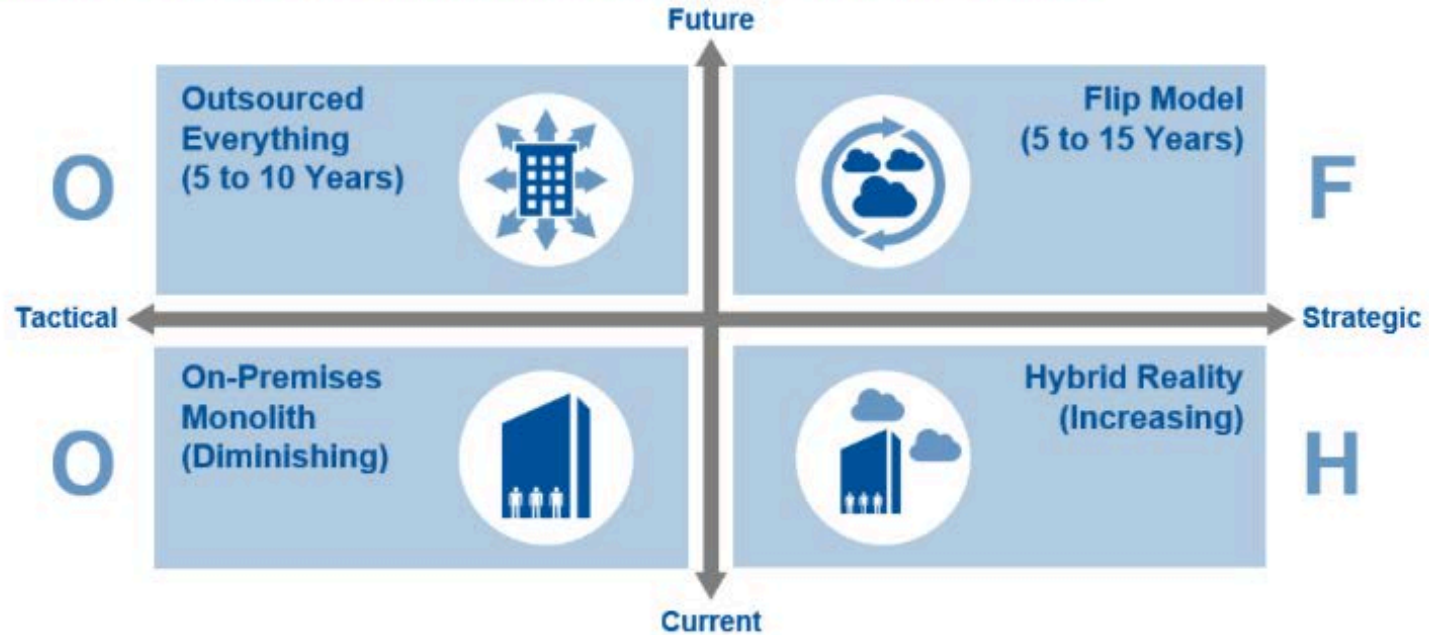 Future
Outsourced
Everything
(5 to 10 Years)
Flip Model
(5 to 15 Years)
O
F
Tactical
Strategic
On-Premises
Monolith
(Diminishing)
Hybrid Reality
(Increasing)
O
H
Current